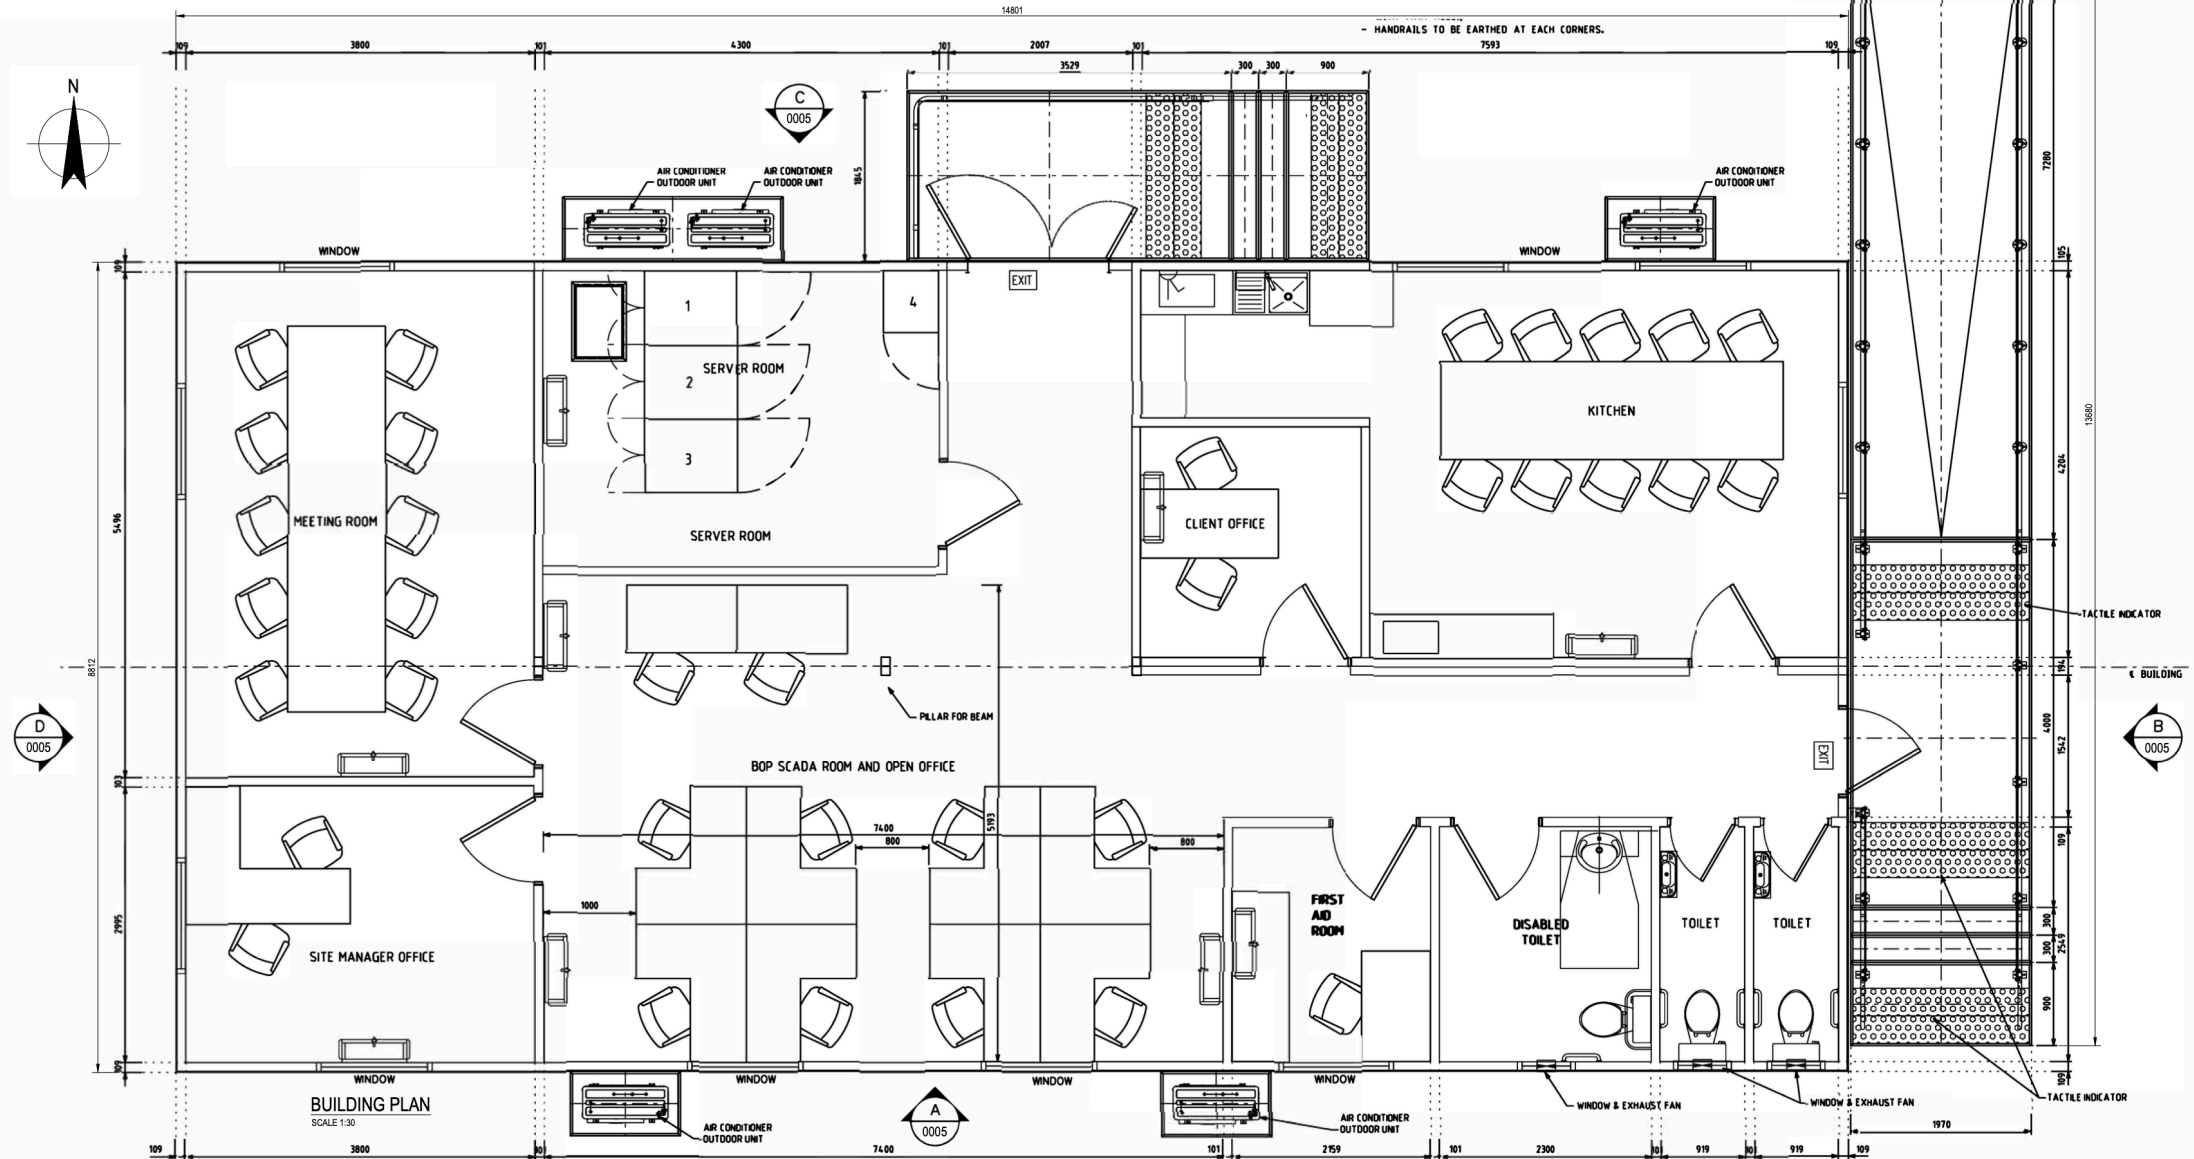 14801
- HANDRAILS TO BE EARTHED AT EACH CORNERS.
109
3800
101
4300
101
2007
101
7593
109
3529
300
300
900
N
C
0005
1845
7280
AIR CONDITIONER
OUTDOOR UNIT
AIR CONDITIONER
OUTDOOR UNIT
AIR CONDITIONER
OUTDOOR UNIT
WINDOW
WINDOW
109
105
EXIT
1
4
2
SERVER ROOM
3
KITCHEN
13680
4204
5496
MEETING ROOM
SERVER ROOM
CLIENT OFFICE
TACTILE INDICATOR
8812
194
℄ BUILDING
PILLAR FOR BEAM
D
0005
4000
1542
B
0005
EXIT
BOP SCADA ROOM AND OPEN OFFICE
103
7400
5193
800
800
109
1000
FIRST
AID
ROOM
DISABLED
TOILET
TOILET
TOILET
2995
SITE MANAGER OFFICE
300
300
2549
900
109
109
WINDOW
WINDOW
WINDOW
WINDOW
BUILDING PLAN
SCALE 1:30
A
0005
AIR CONDITIONER
OUTDOOR UNIT
AIR CONDITIONER
OUTDOOR UNIT
WINDOW & EXHAUST FAN
WINDOW & EXHAUST FAN
TACTILE INDICATOR
1970
109
3800
101
7400
101
2159
101
2300
101
919
101
919
109